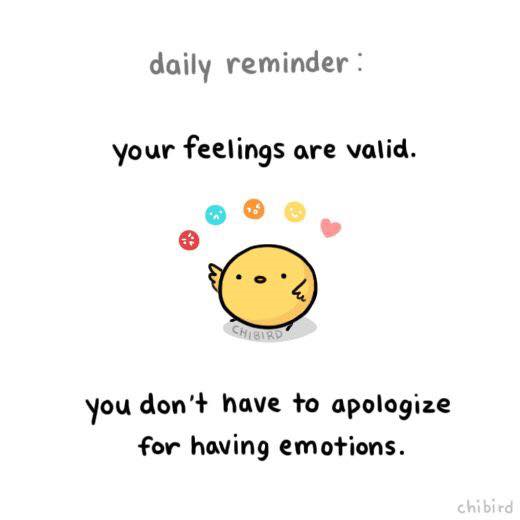 daily reminder:
your feelings are valid.
CHIBIRD
you don't have to apologize
for having emotions.
chibird